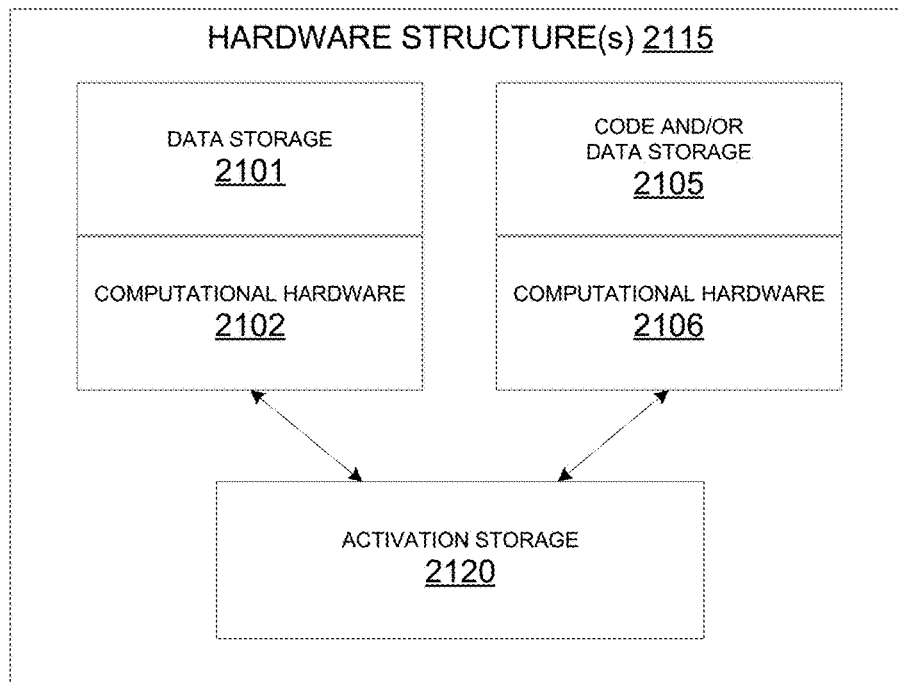 HARDWARE STRUCTURE(s) 2115
DATA STORAGE
2101
CODE AND/OR
DATA STORAGE
2105
COMPUTATIONAL HARDWARE
2102
COMPUTATIONAL HARDWARE
2106
ACTIVATION STORAGE
2120